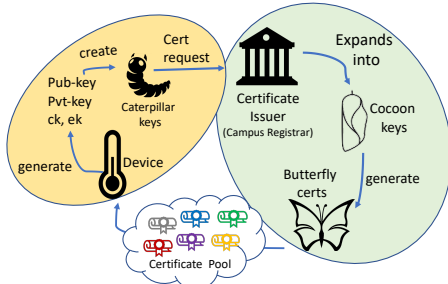 create
Cert
request
Pub-key
Pvt-key
ck, ek
Caterpillar
keys
generate
Device
Expands
into
Certificate
Issuer
(Campus Registrar)
Cocoon
keys
Butterfly
certs
generate
Certificate Pool